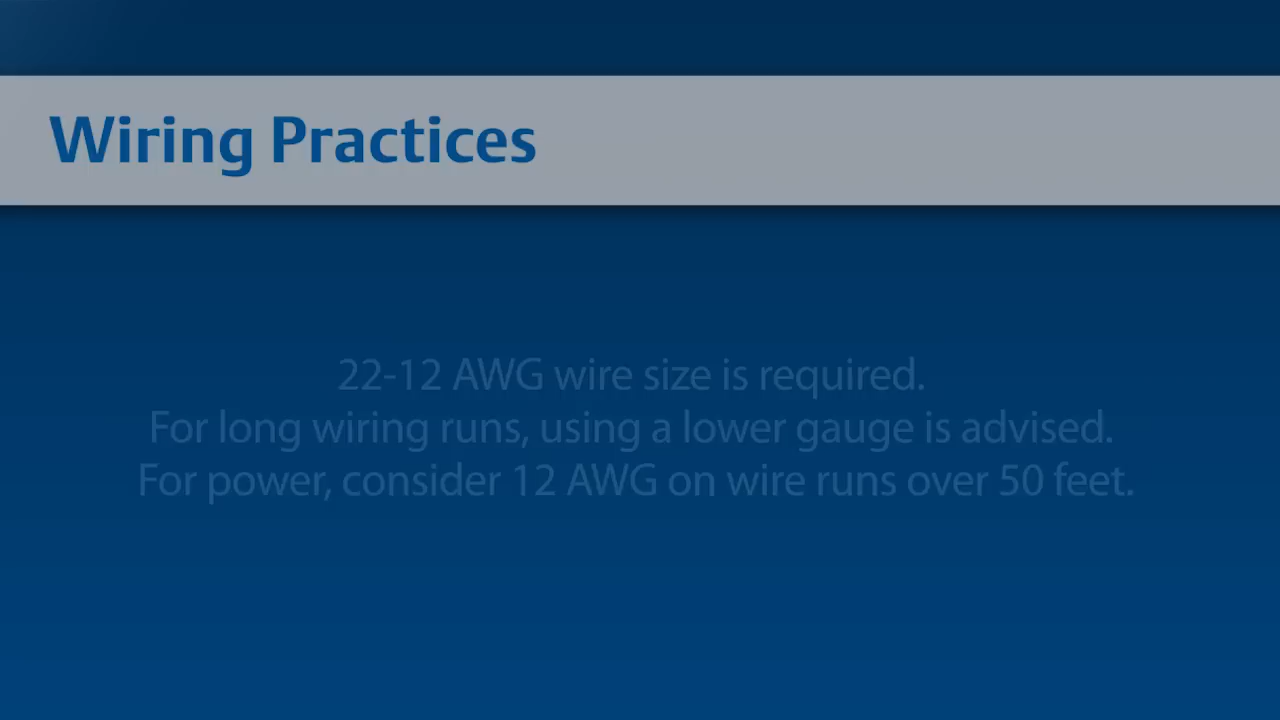 Wiring Practices
22-12 AWG wire size is required.
For long wiring runs, using a lower gauge is advised.
For power, consider 12 AWG on wire runs over 50 feet.